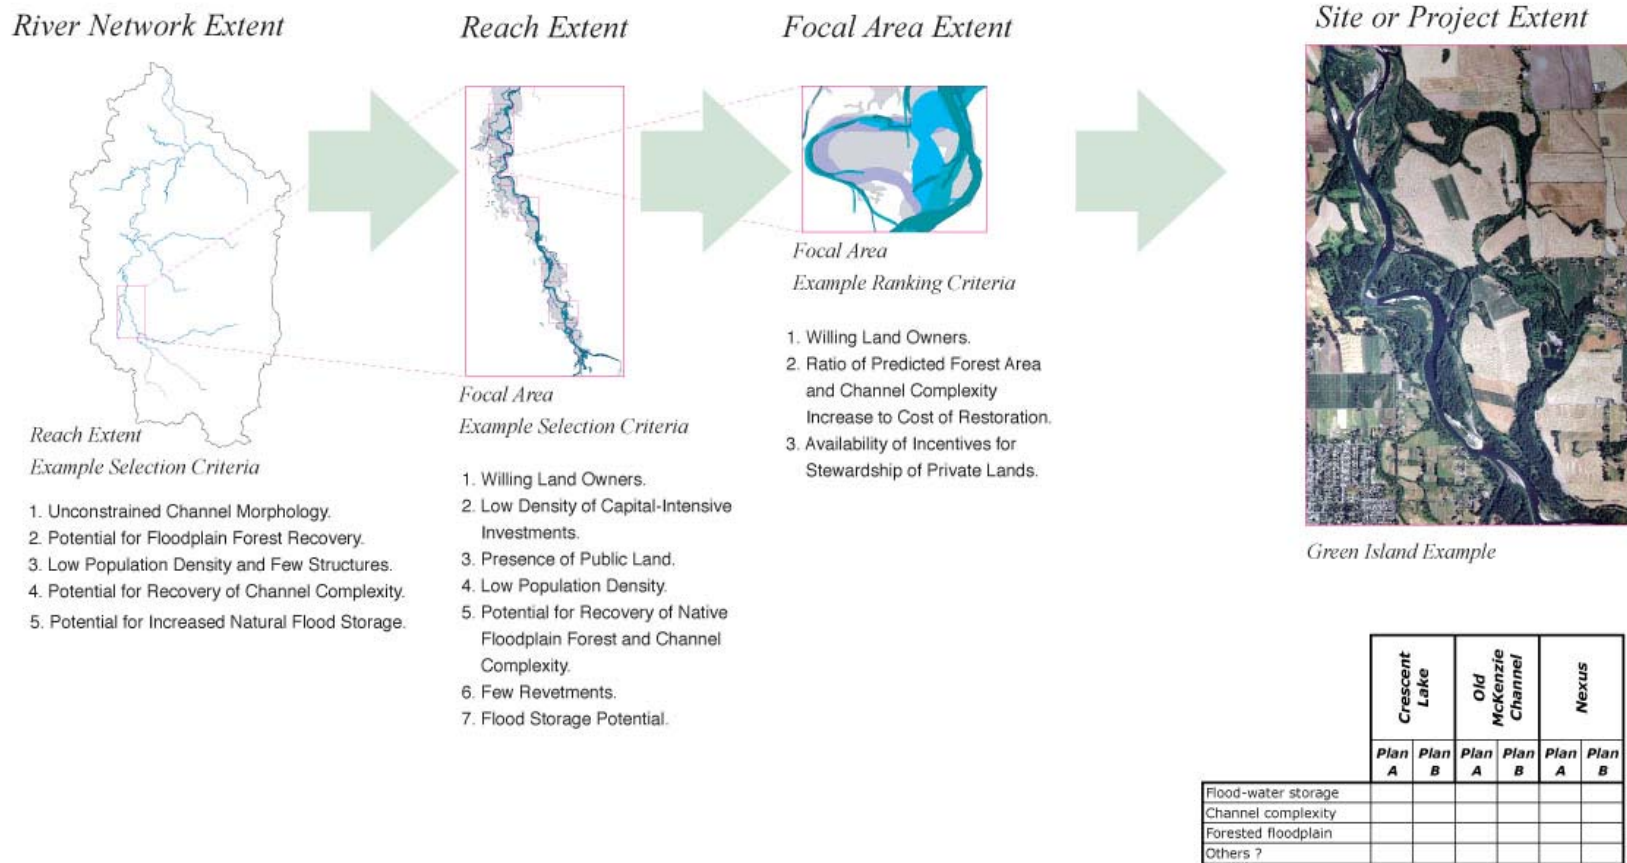 River Network Extent
Reach Extent
Example Selection Criteria
1. Unconstrained Channel Morphology.
2. Potential for Floodplain Forest Recovery.
3. Low Population Density and Few Structures.
4. Potential for Recovery of Channel Complexity.
5. Potential for Increased Natural Flood Storage.
Reach Extent
Focal Area
Example Selection Criteria
1. Willing Land Owners.
2. Low Density of Capital-Intensive
Investments.
3. Presence of Public Land.
4. Low Population Density.
5. Potential for Recovery of Native
Floodplain Forest and Channel
Complexity.
6. Few Revetments.
7. Flood Storage Potential.
Focal Area Extent
Focal Area
Example Ranking Criteria
1. Willing Land Owners.
2. Ratio of Predicted Forest Area
and Channel Complexity
Increase to Cost of Restoration.
3. Availability of Incentives for
Stewardship of Private Lands.
Site or Project Extent
Green Island Example
Crescent
Lake
Old
McKenzie
Channel
Nexus
Plan A Plan B Plan A Plan B Plan A Plan B
Flood-water storage
Channel complexity
Forested floodplain
Others ?